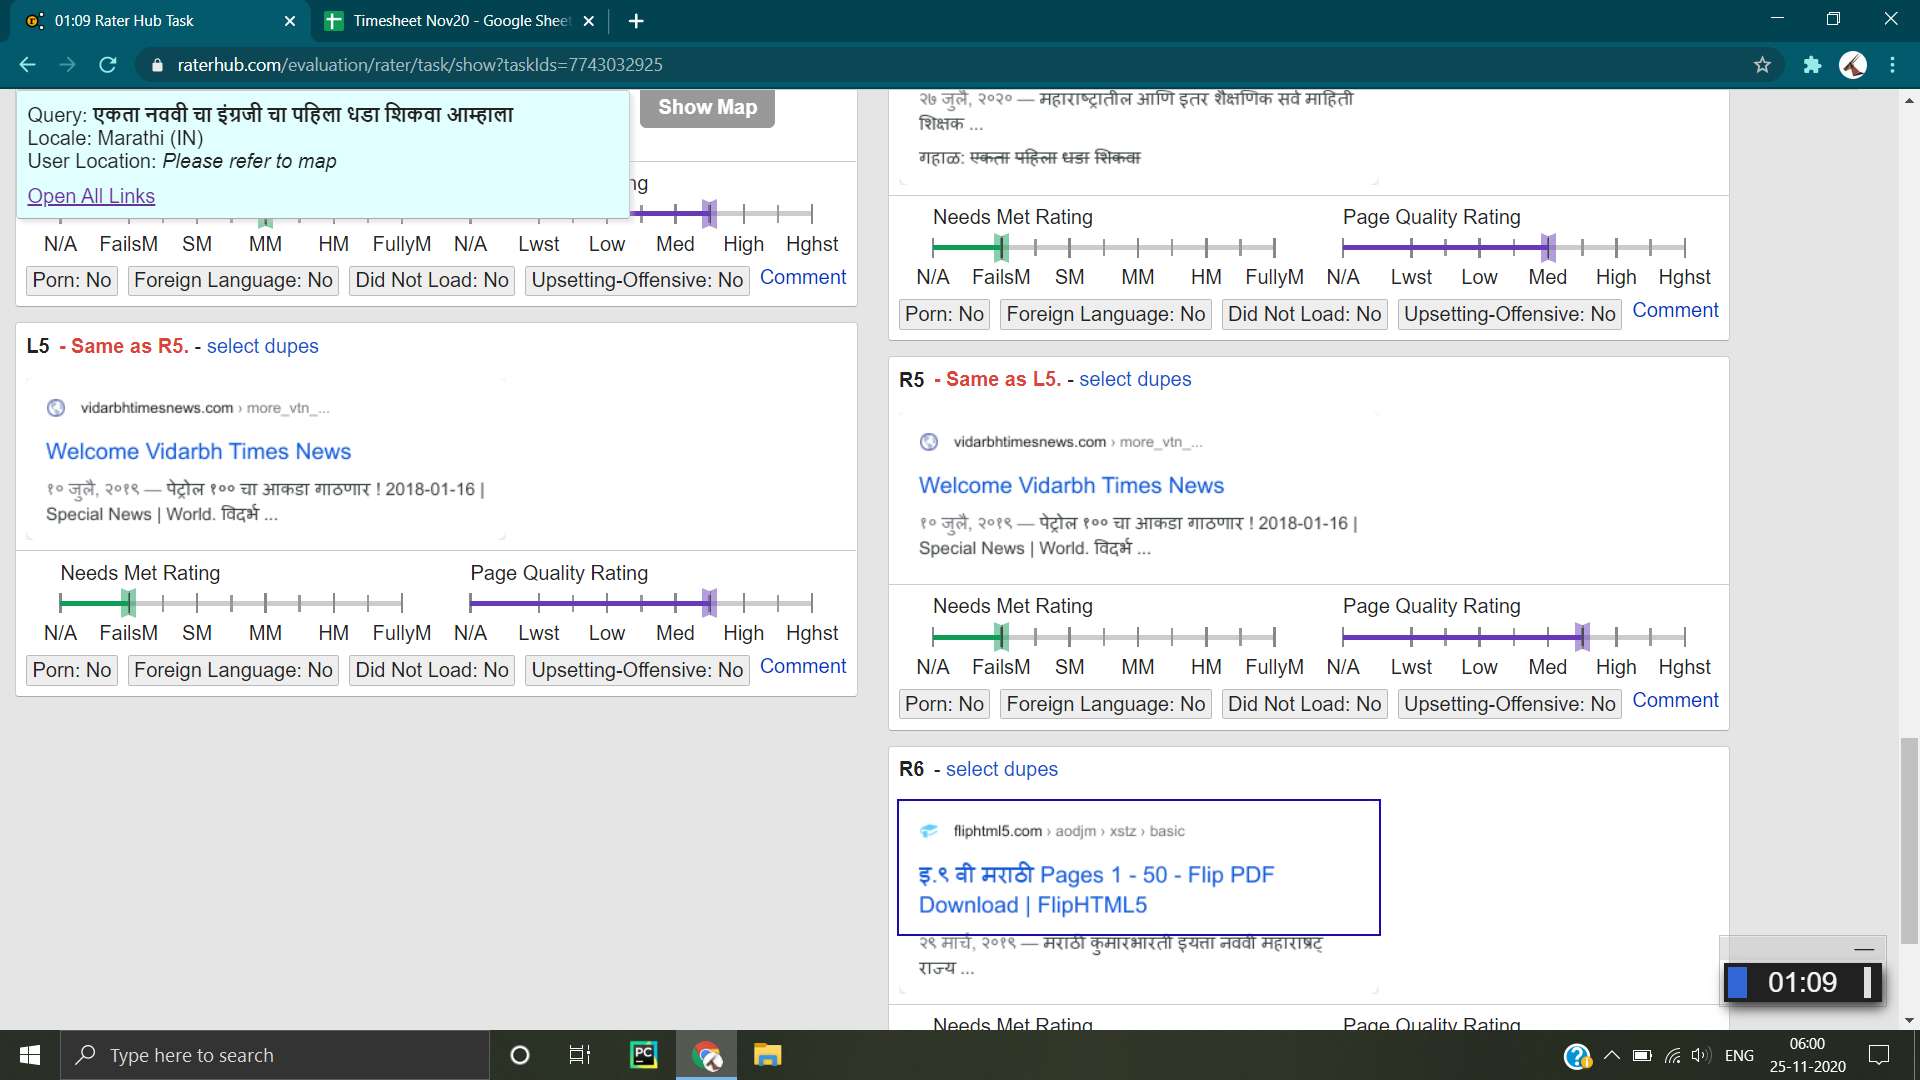 01:09 Rater Hub Task
Timesheet Nov20 - Google Sheet
raterhub.com/evaluation/rater/task/show?taskIds=7743032925
Query: एकता नववी चा इंग्रजी चा पहिला धडा शिकवा आम्हाला
Locale: Marathi (IN)
User Location: Please refer to map
Open All Links
Show Map
ng
N/A FailsM SM MM HM FullyM N/A Lwst Low Med High Hghst
Porn: No Foreign Language: No Did Not Load: No Upsetting-Offensive: No Comment
L5 - Same as R5. - select dupes
vidarbhtimesnews.com › more_vtn_...
Welcome Vidarbh Times News
१० जुलै, २०१९ — पेट्रोल १०० चा आकडा गाठणार ! 2018-01-16 |
Special News | World. विदर्भ ...
Needs Met Rating Page Quality Rating
N/A FailsM SM MM HM FullyM N/A Lwst Low Med High Hghst
Porn: No Foreign Language: No Did Not Load: No Upsetting-Offensive: No Comment
२७ जुलै, २०२० — महाराष्ट्रातील आणि इतर शैक्षणिक सर्व माहिती
शिक्षक ...
गहाळ: एकता पहिला धडा शिकवा
Needs Met Rating Page Quality Rating
N/A FailsM SM MM HM FullyM N/A Lwst Low Med High Hghst
Porn: No Foreign Language: No Did Not Load: No Upsetting-Offensive: No Comment
R5 - Same as L5. - select dupes
vidarbhtimesnews.com › more_vtn_...
Welcome Vidarbh Times News
१० जुलै, २०१९ — पेट्रोल १०० चा आकडा गाठणार ! 2018-01-16 |
Special News | World. विदर्भ ...
Needs Met Rating Page Quality Rating
N/A FailsM SM MM HM FullyM N/A Lwst Low Med High Hghst
Porn: No Foreign Language: No Did Not Load: No Upsetting-Offensive: No Comment
R6 - select dupes
fliphtml5.com › aodjm › xstz › basic
इ.९ वी मराठी Pages 1 - 50 - Flip PDF
Download | FlipHTML5
२९ मार्च, २०१९ — मराठी कुमारभारती इयत्ता नववी महाराष्रट्
राज्य ...
Needs Met Rating Page Quality Rating
01:09
Type here to search
PC
ENG
06:00
25-11-2020